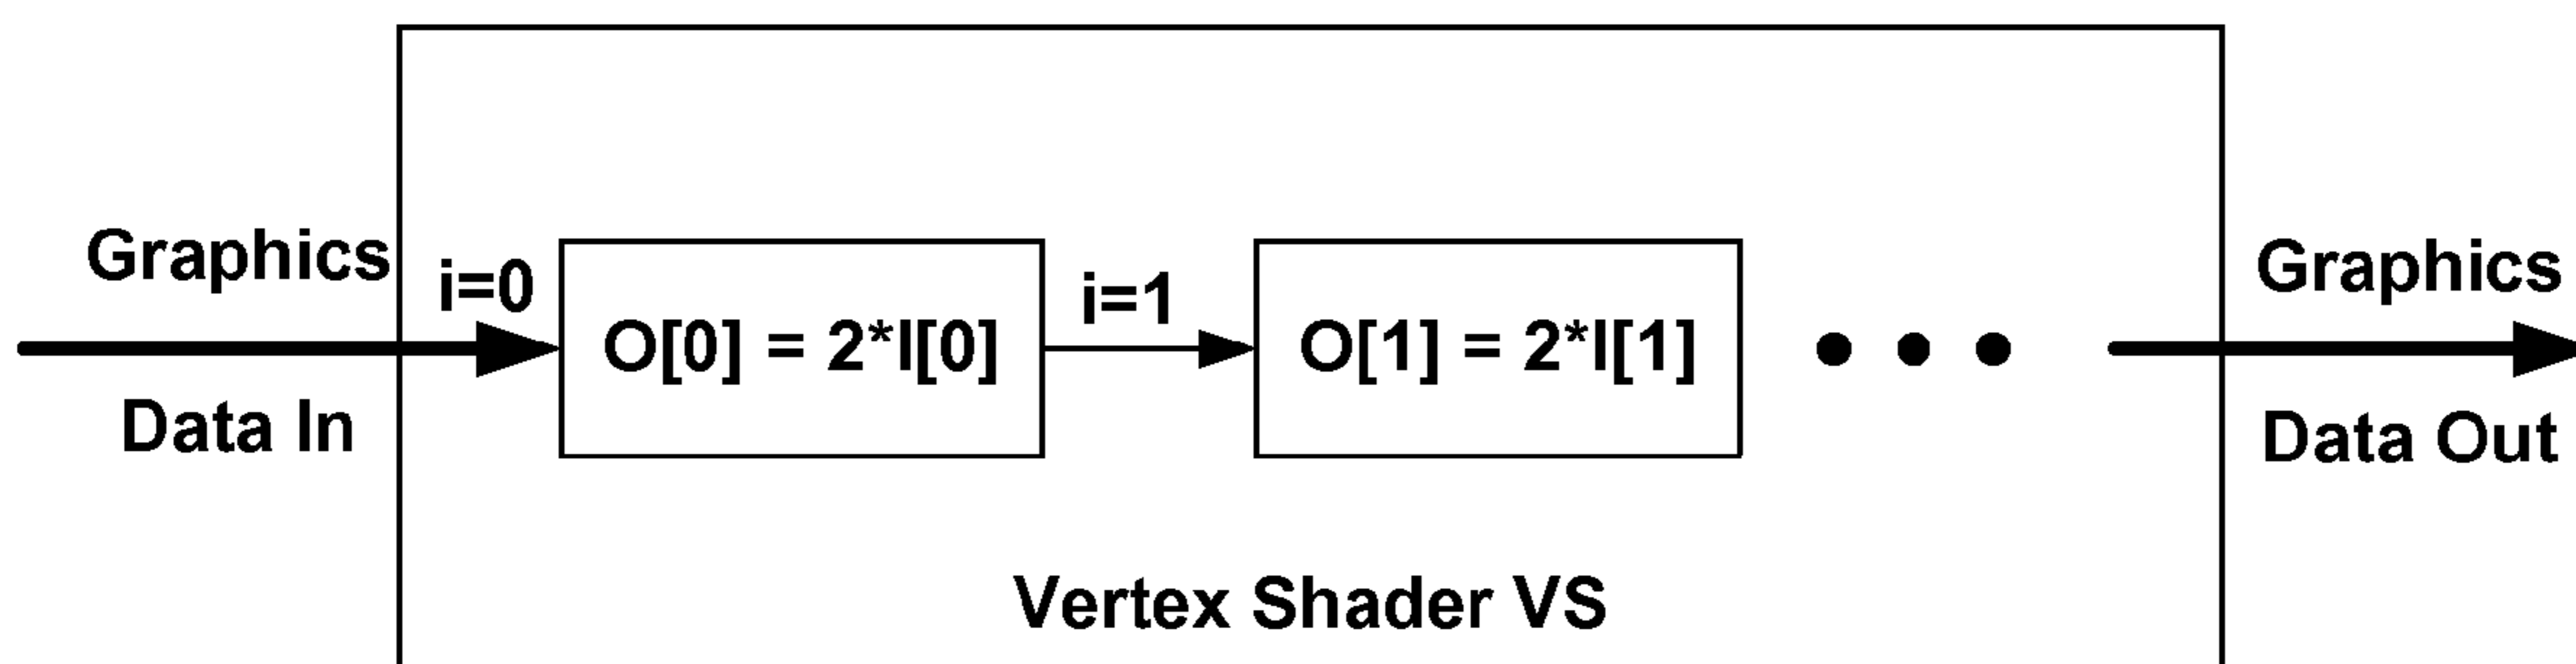 Graphics
Data In
i=0
O[0] = 2*I[0]
i=1
O[1] = 2*I[1]
Graphics
Data Out
Vertex Shader VS